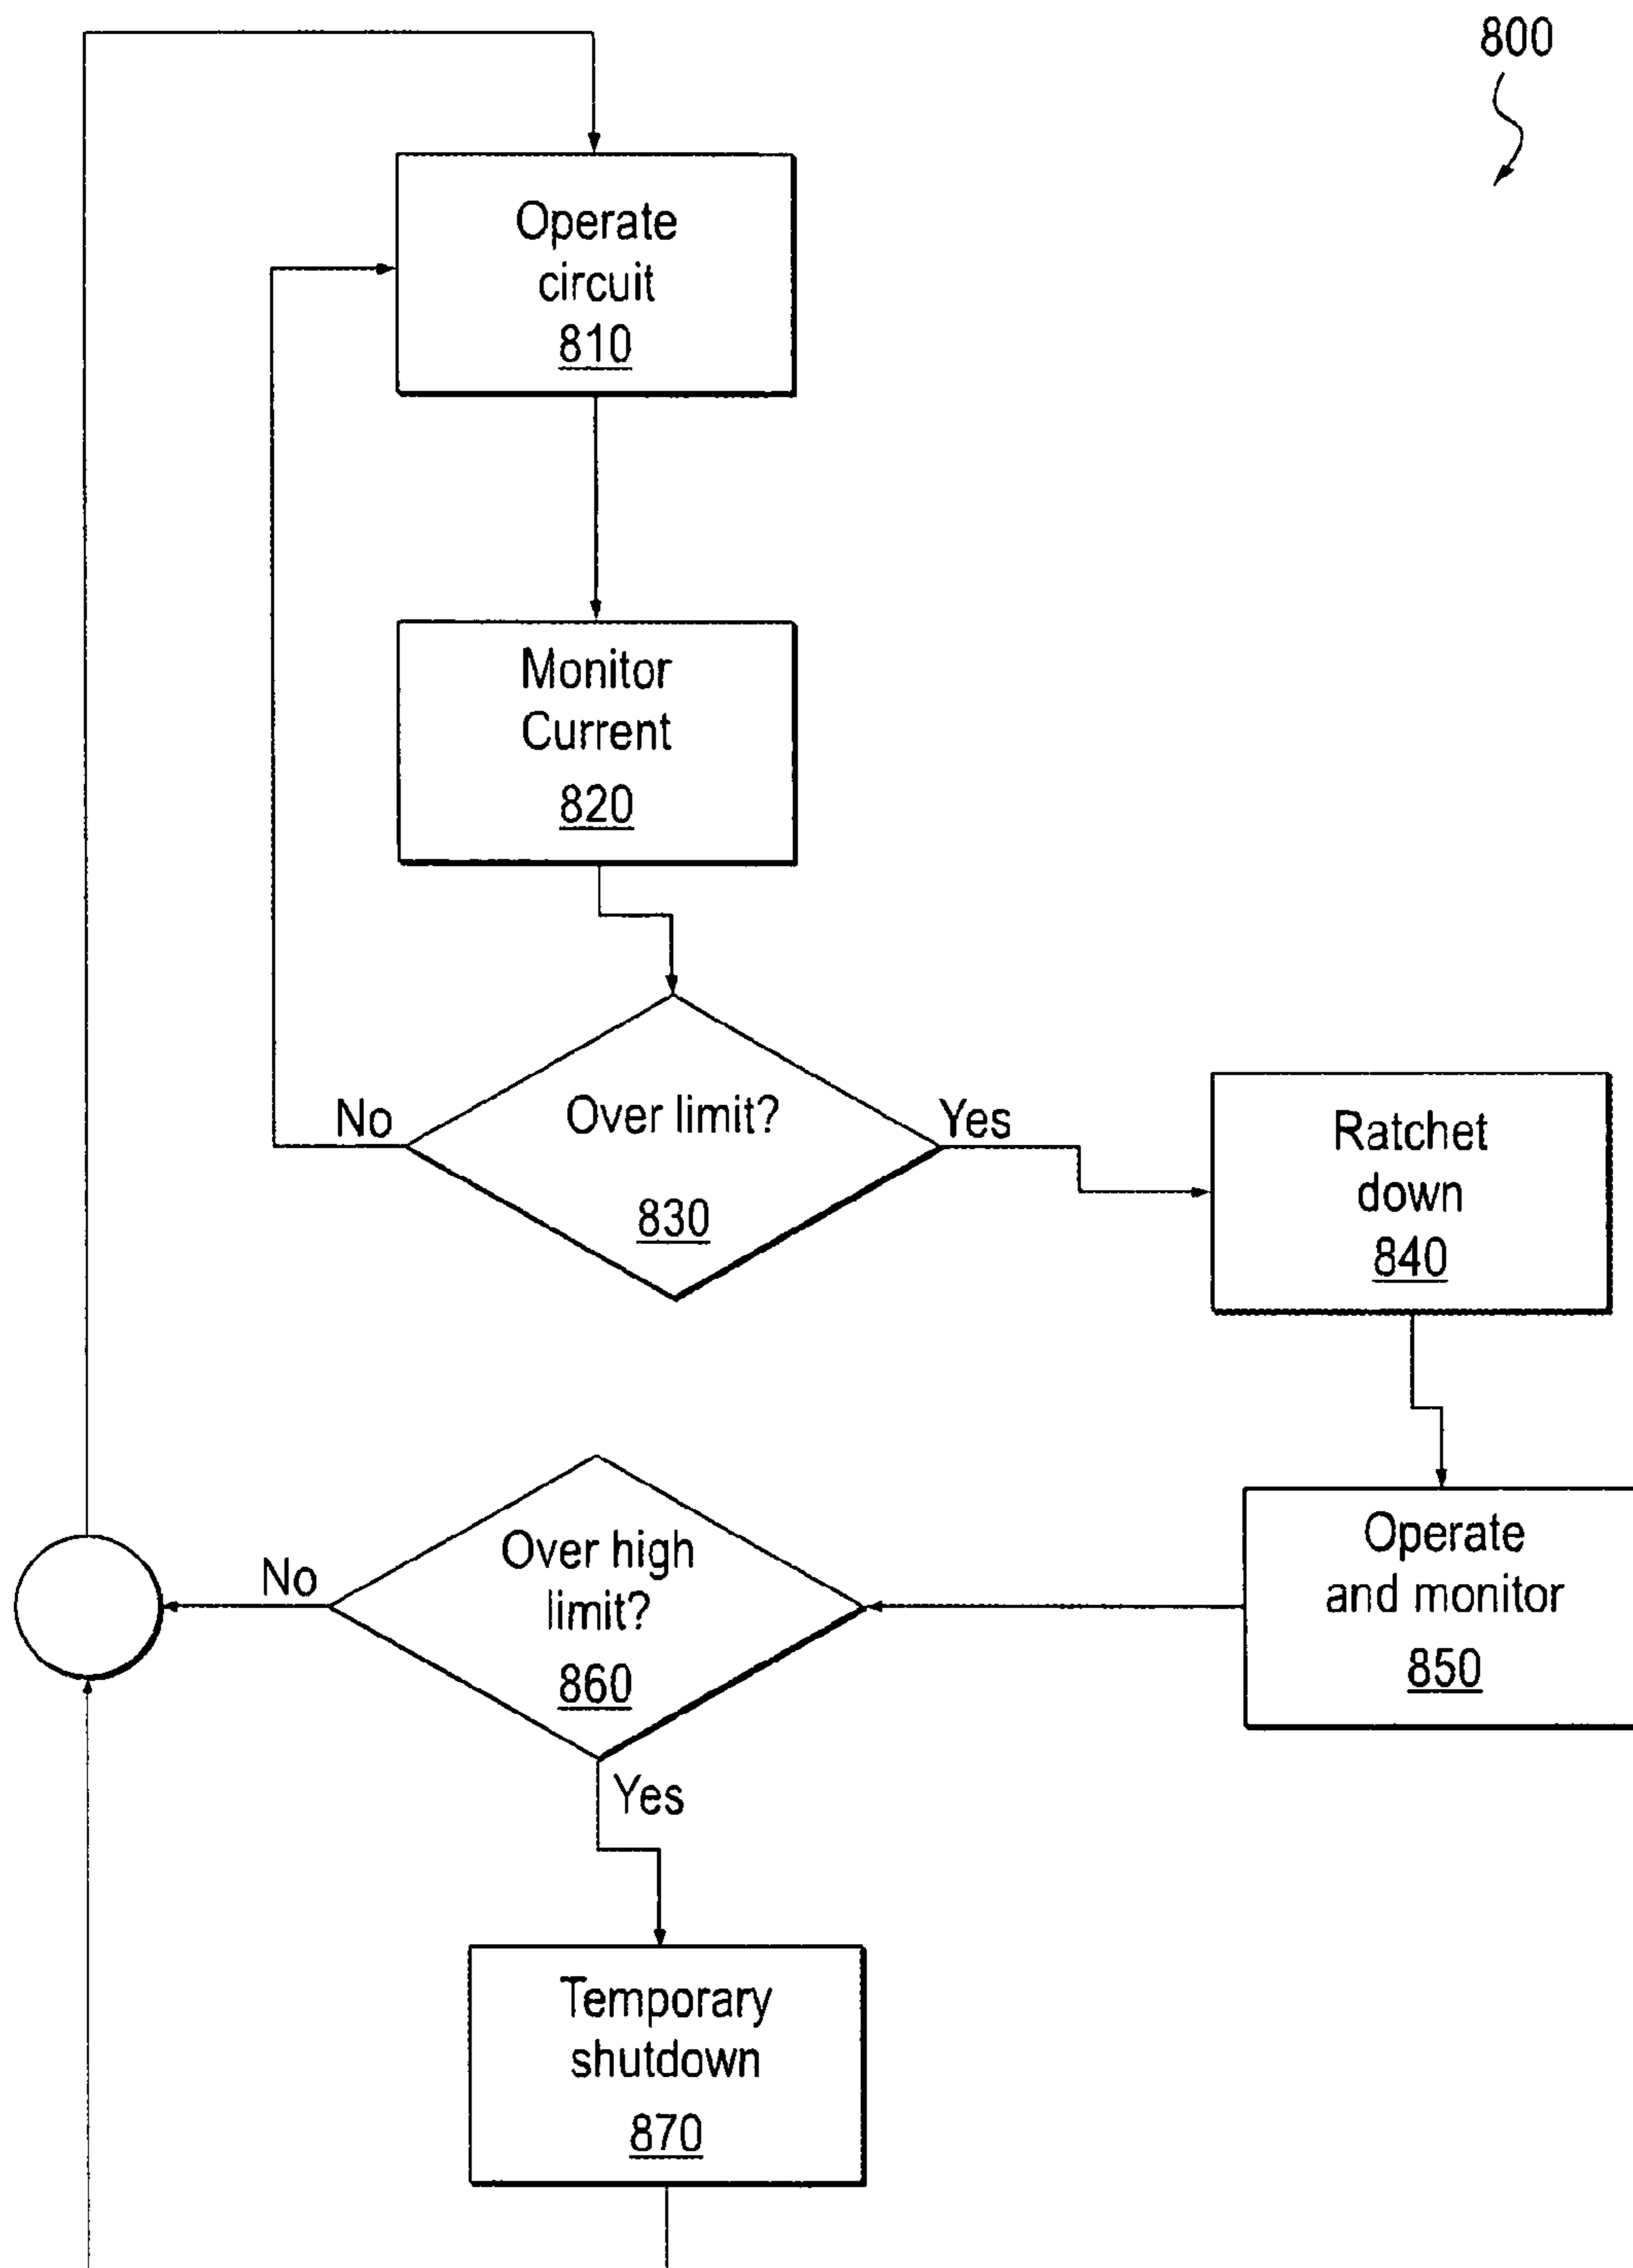 800
Operate
circuit
810
Monitor
Current
820
Over limit?
830
No
Yes
Ratchet
down
840
Operate
and monitor
850
Over high
limit?
860
No
Yes
Temporary
shutdown
870